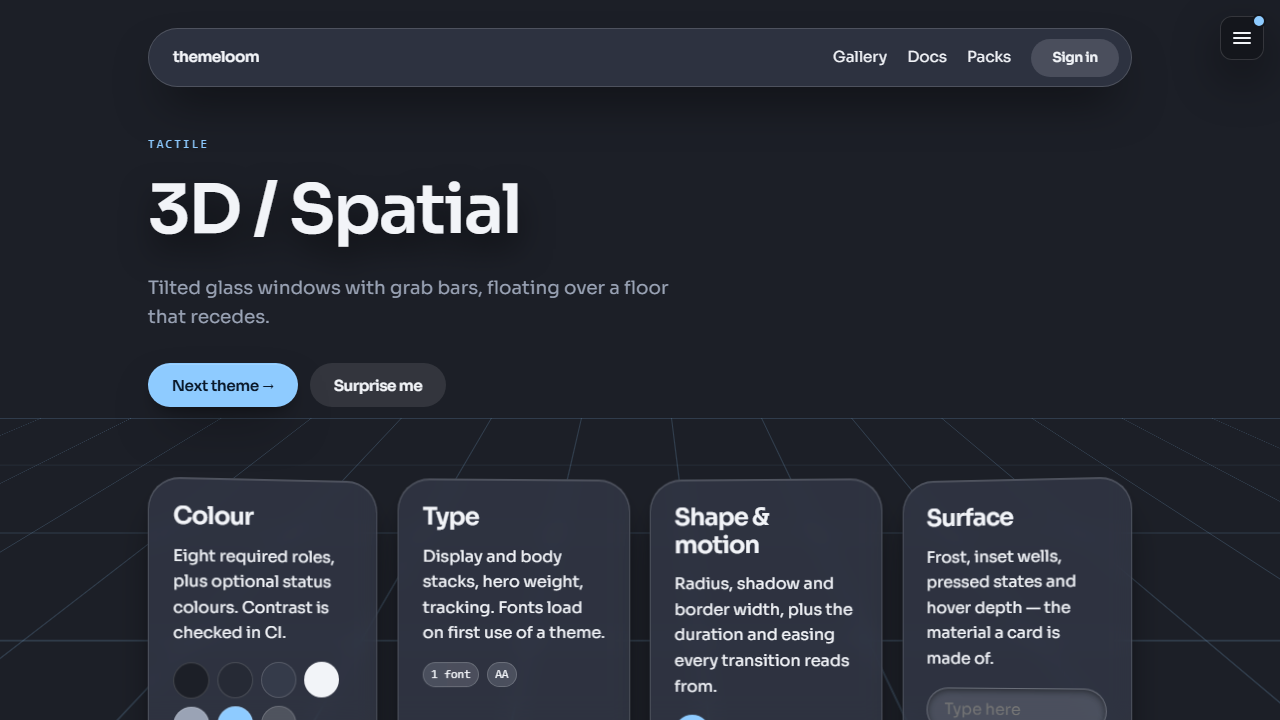 themeloom
Gallery Docs Packs Sign in
TACTILE
3D / Spatial
Tilted glass windows with grab bars, floating over a floor
that recedes.
Next theme → Surprise me
Colour
Eight required roles,
plus optional status
colours. Contrast is
checked in CI.
Type
Display and body
stacks, hero weight,
tracking. Fonts load
on first use of a theme.
1 font AA
Shape &
motion
Radius, shadow and
border width, plus the
duration and easing
every transition reads
from.
Surface
Frost, inset wells,
pressed states and
hover depth — the
material a card is
made of.
Type here